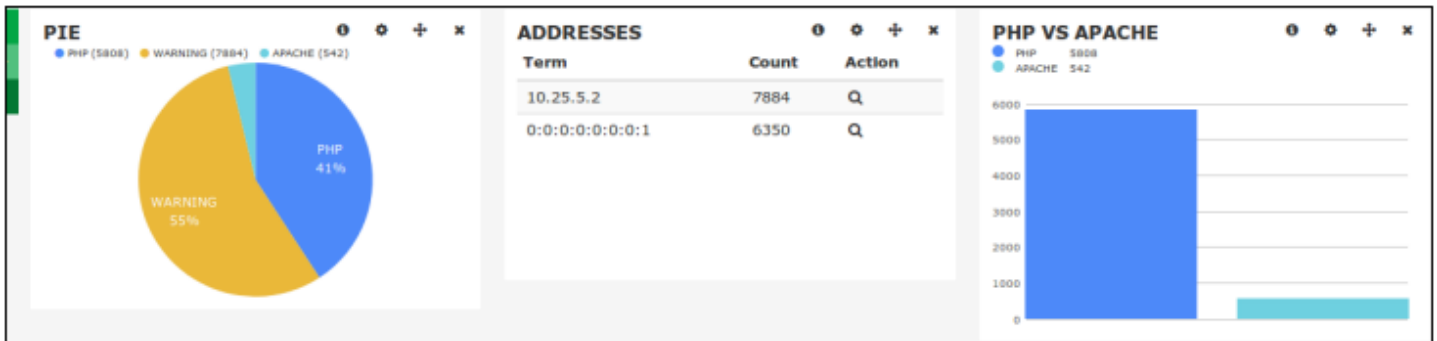 PIE
PHP (5808) WARNING (7884) APACHE (542)
PHP
41%
WARNING
55%
ADDRESSES
Term Count Action
10.25.5.2 7884
0:0:0:0:0:0:0:1 6350
PHP VS APACHE
PHP 5808
APACHE 542
6000
5000
4000
3000
2000
1000
0